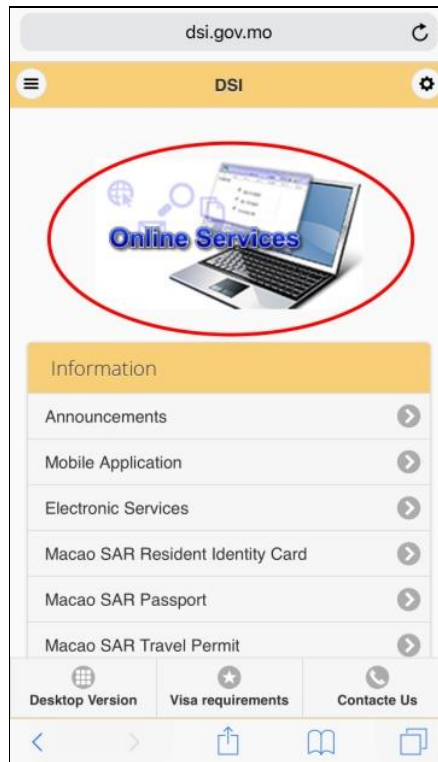 dsi.gov.mo
DSI
Online Services
Information
Announcements
Mobile Application
Electronic Services
Macao SAR Resident Identity Card
Macao SAR Passport
Macao SAR Travel Permit
Desktop Version Visa requirements Contacte Us